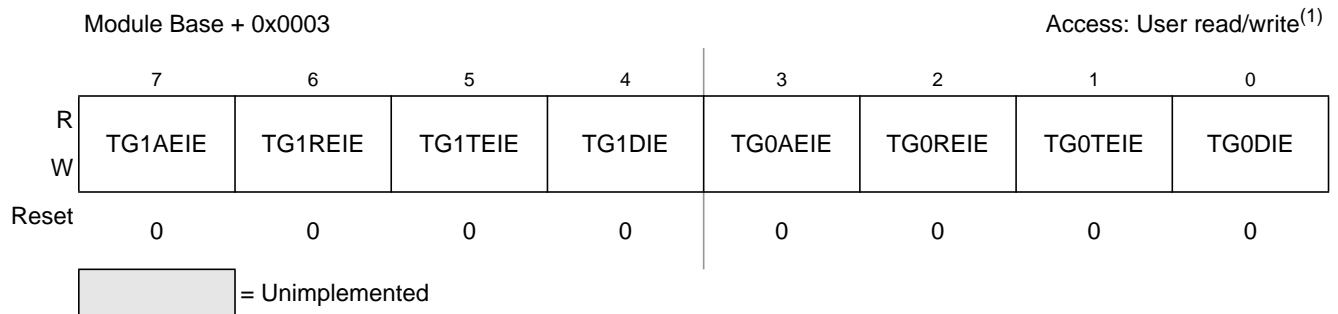 Module Base + 0x0003 Access: User read/write(1)
7 6 5 4 3 2 1 0
R
TG1AEIE TG1REIE TG1TEIE TG1DIE TG0AEIE TG0REIE TG0TEIE TG0DIE
W
Reset 0 0 0 0 0 0 0 0
= Unimplemented